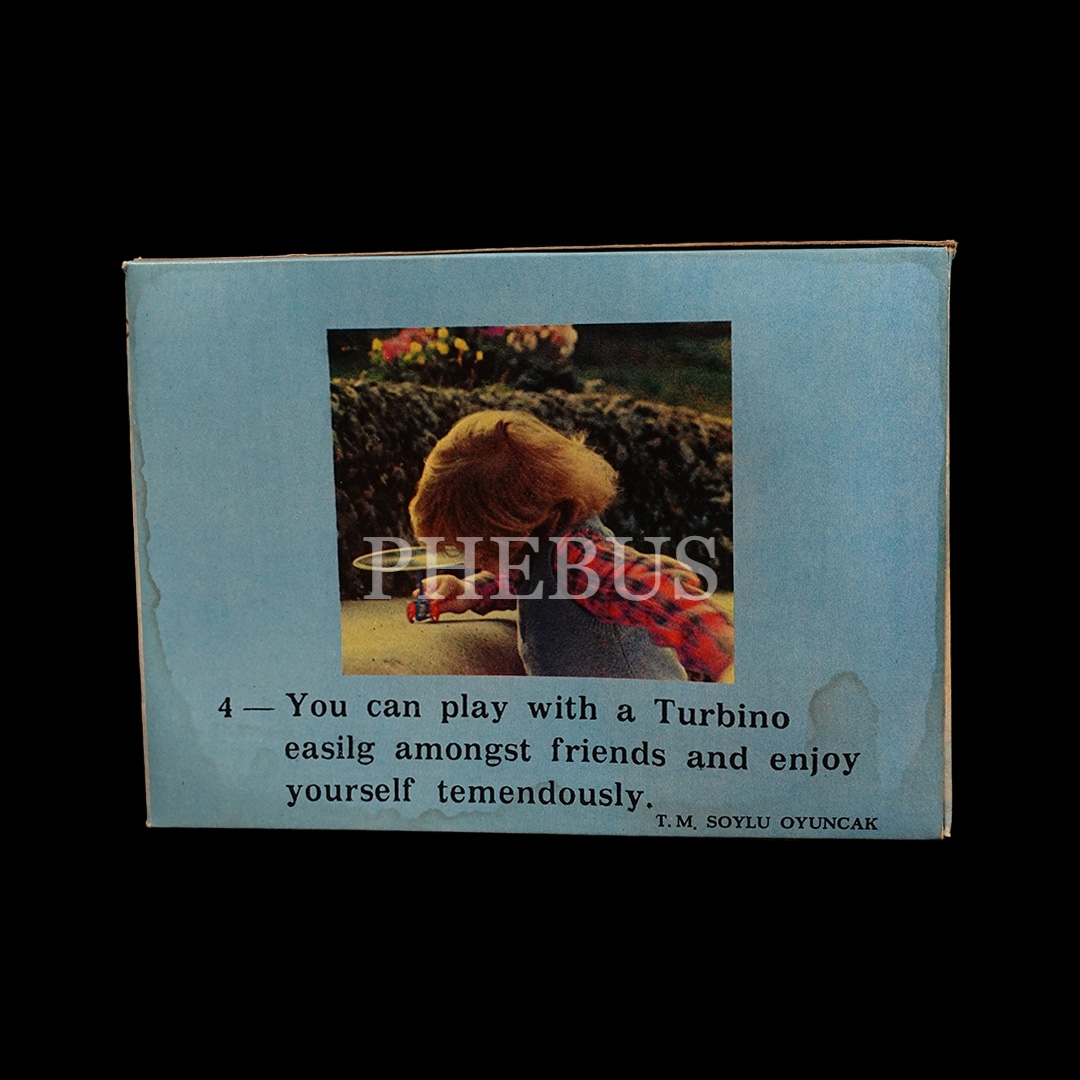 PHEBUS
4 — You can play with a Turbino
easilg amongst friends and enjoy
yourself temendously.
T. M. SOYLU OYUNCAK